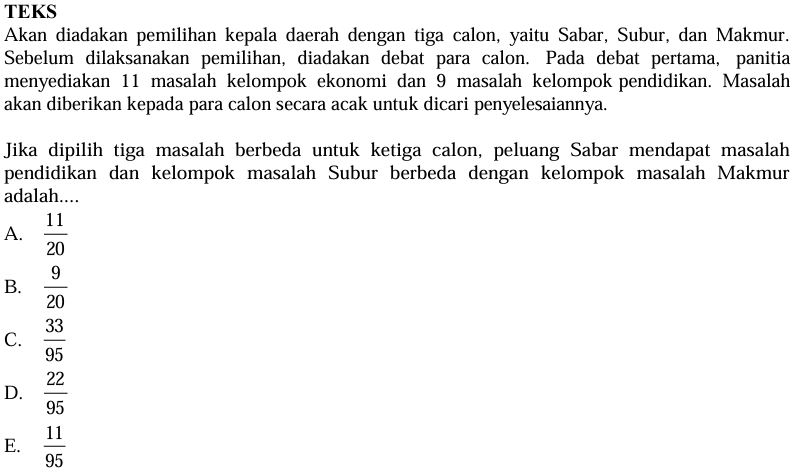 TEKS
Akan diadakan pemilihan kepala daerah dengan tiga calon, yaitu Sabar, Subur, dan Makmur.
Sebelum dilaksanakan pemilihan, diadakan debat para calon. Pada debat pertama, panitia
menyediakan 11 masalah kelompok ekonomi dan 9 masalah kelompok pendidikan. Masalah
akan diberikan kepada para calon secara acak untuk dicari penyelesaiannya.
Jika dipilih tiga masalah berbeda untuk ketiga calon, peluang Sabar mendapat masalah
pendidikan dan kelompok masalah Subur berbeda dengan kelompok masalah Makmur
adalah....
A. 11/20
B. 9/20
C. 33/95
D. 22/95
E. 11/95